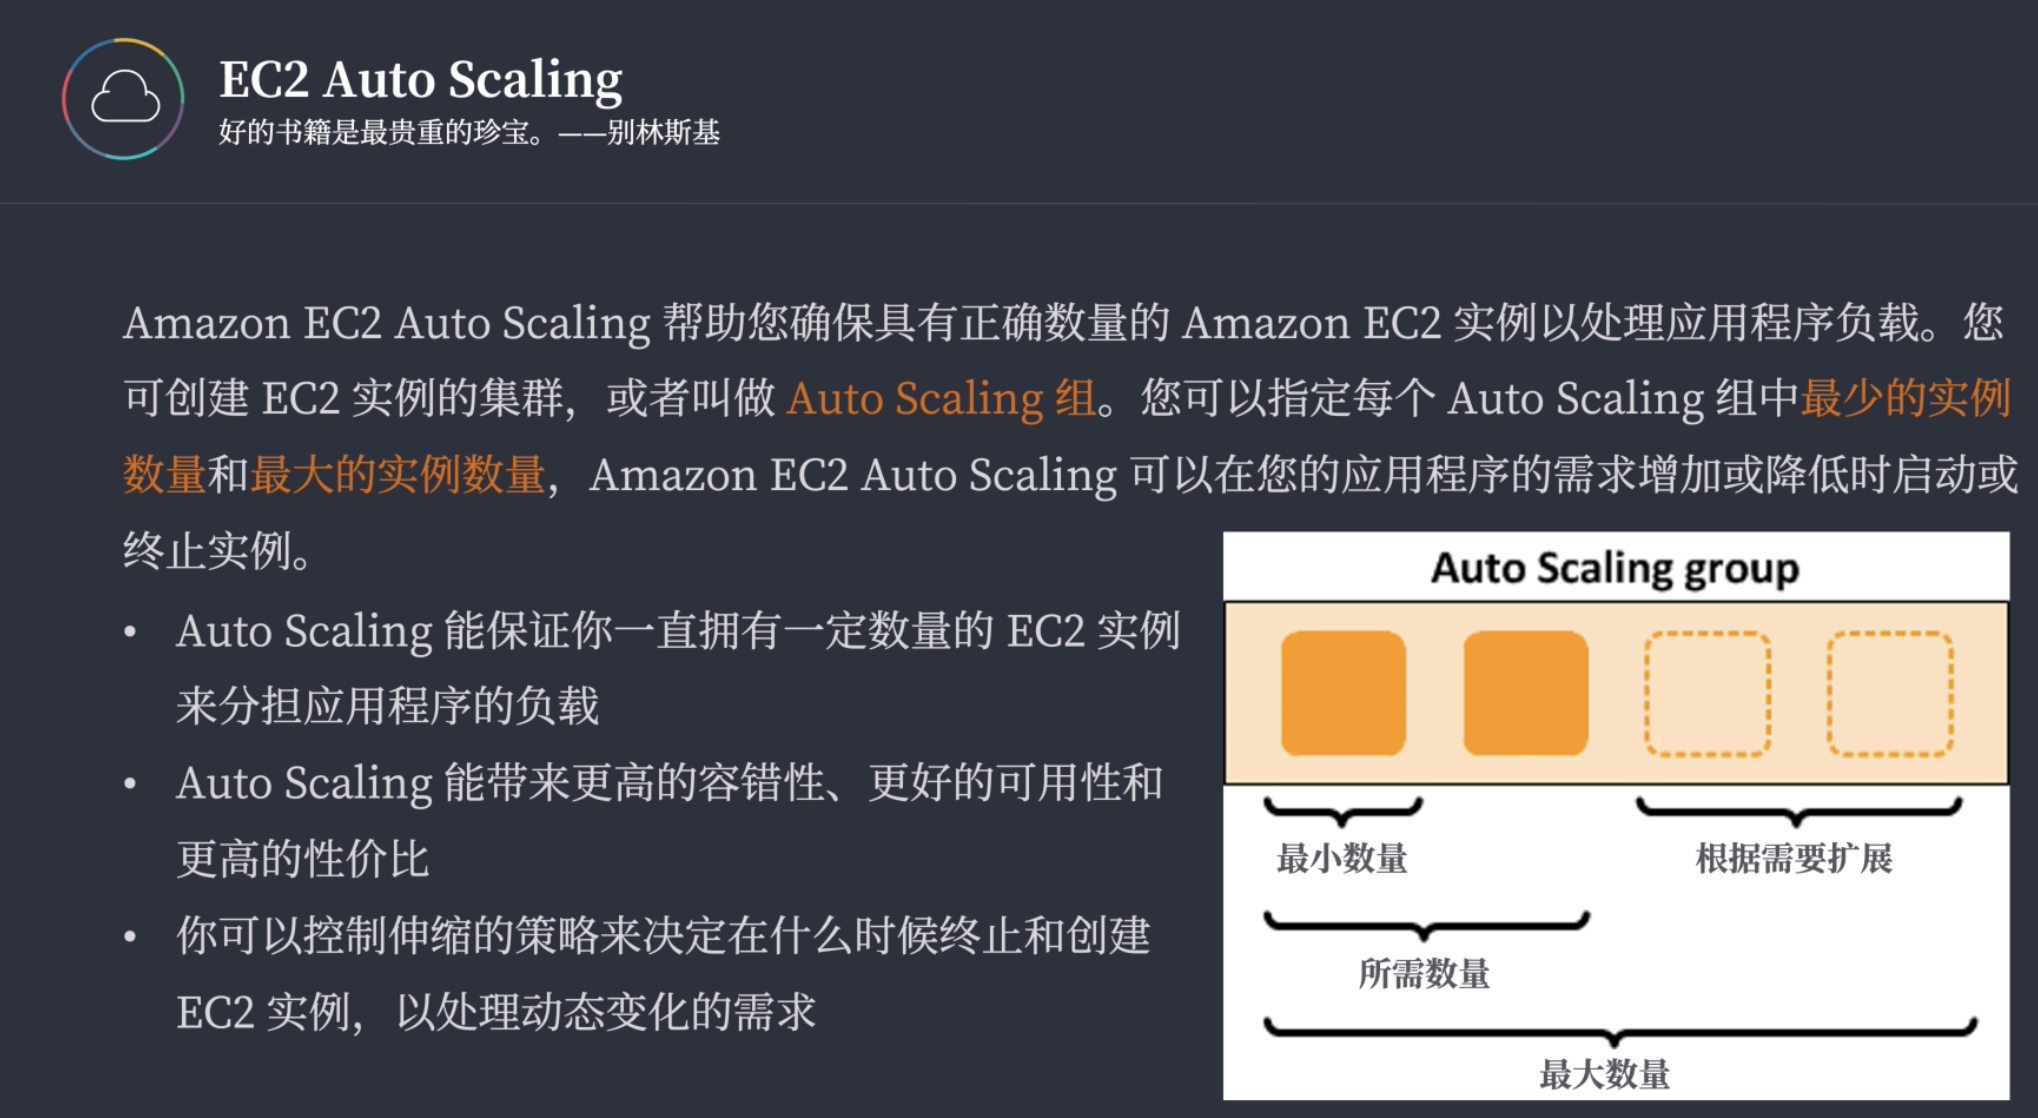 EC2 Auto Scaling
好的书籍是最贵重的珍宝。——别林斯基
Amazon EC2 Auto Scaling 帮助您确保具有正确数量的 Amazon EC2 实例以处理应用程序负载。您
可创建 EC2 实例的集群，或者叫做 Auto Scaling 组。您可以指定每个 Auto Scaling 组中最少的实例
数量和最大的实例数量，Amazon EC2 Auto Scaling 可以在您的应用程序的需求增加或降低时启动或
终止实例。
• Auto Scaling 能保证你一直拥有一定数量的 EC2 实例
来分担应用程序的负载
• Auto Scaling 能带来更高的容错性、更好的可用性和
更高的性价比
• 你可以控制伸缩的策略来决定在什么时候终止和创建
EC2 实例，以处理动态变化的需求
Auto Scaling group
最小数量
根据需要扩展
所需数量
最大数量